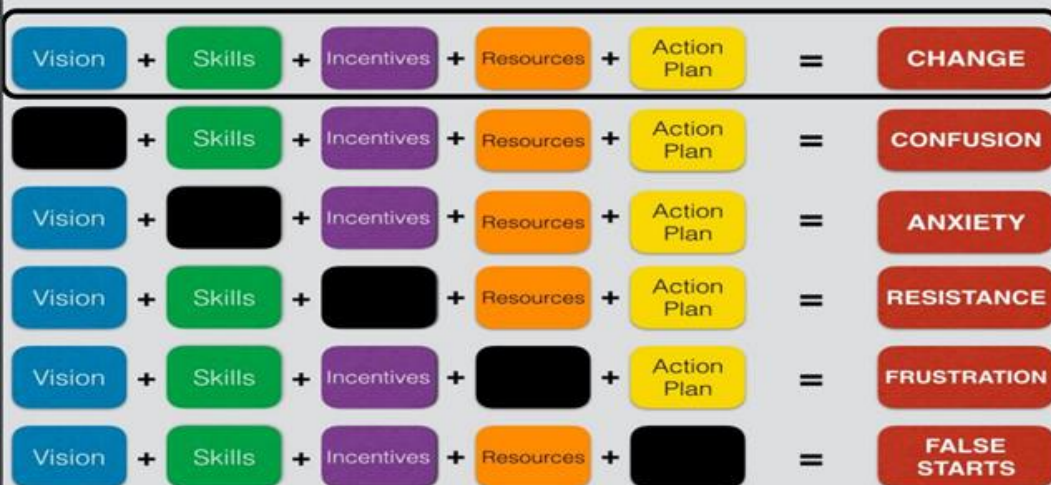 Vision + Skills + Incentives + Resources + Action Plan = CHANGE
+ Skills + Incentives + Resources + Action Plan = CONFUSION
Vision + + Incentives + Resources + Action Plan = ANXIETY
Vision + Skills + + Resources + Action Plan = RESISTANCE
Vision + Skills + Incentives + + Action Plan = FRUSTRATION
Vision + Skills + Incentives + Resources + = FALSE STARTS